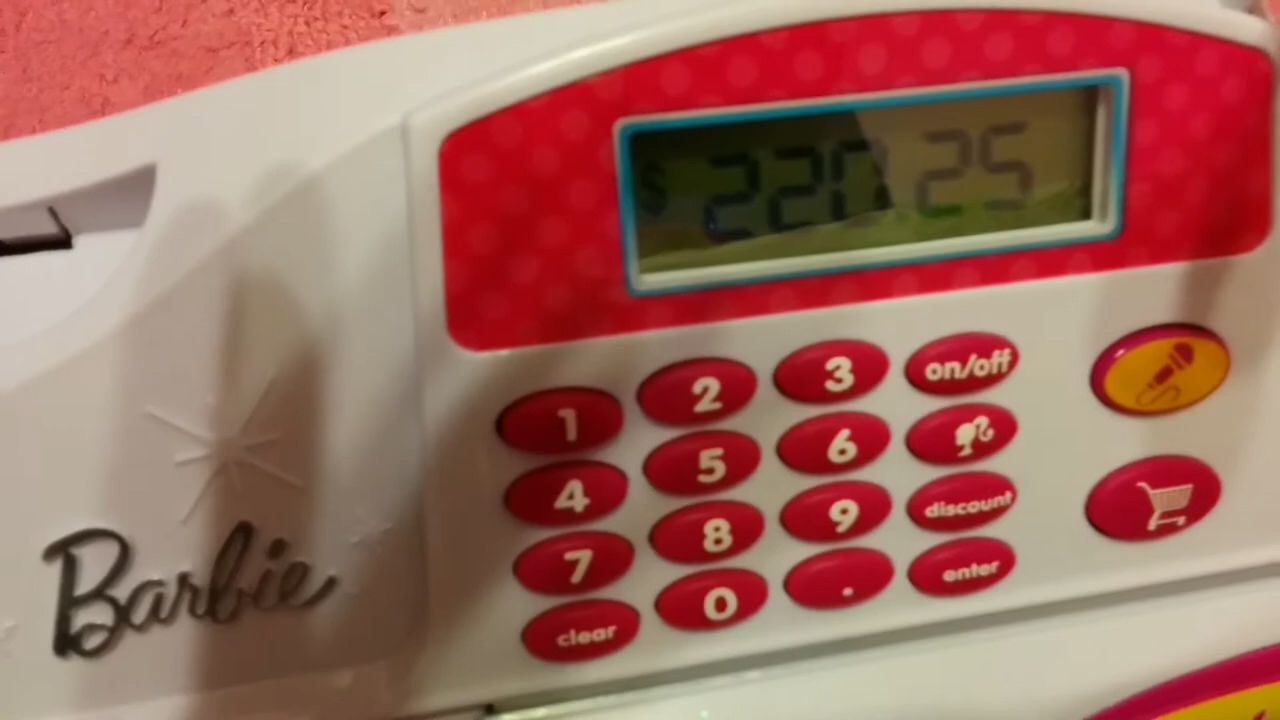 $ 220 25
1 2 3 on/off
4 5 6
7 8 9 discount
clear 0 . enter
Barbie